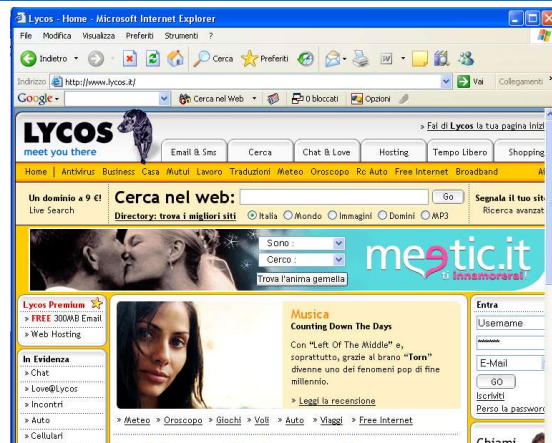 Lycos - Home - Microsoft Internet Explorer
File Modifica Visualizza Preferiti Strumenti ?
Indietro Cerca Preferiti
Indirizzo http://www.lycos.it/ Vai Collegamenti
Google Cerca nel Web 0 bloccati Opzioni
LYCOS
meet you there
» Fai di Lycos la tua pagina inizi
Email & Sms Cerca Chat & Love Hosting Tempo Libero Shopping
Home | Antivirus Business Casa Mutui Lavoro Traduzioni Meteo Oroscopo Rc Auto Free Internet Broadband
Un dominio a 9 €!
Live Search
Cerca nel web: Go
Directory: trova i migliori siti Italia Mondo Immagini Domini MP3
Segnala il tuo sito
Ricerca avanzat
Sono :
Cerco :
Trova l'anima gemella
meetic.it
ti innamorerai!
Lycos Premium
» FREE 300MB Email
» Web Hosting
In Evidenza
» Chat
» Love@Lycos
» Incontri
» Auto
» Cellulari
Musica
Counting Down The Days
Con "Left Of The Middle" e,
soprattutto, grazie al brano "Torn"
divenne uno dei fenomeni pop di fine
millennio.
» Leggi la recensione
» Meteo » Oroscopo » Giochi » Voli » Auto » Viaggi » Free Internet
Entra
Username
********
E-Mail
GO
Iscriviti
Perso la password
Chiami